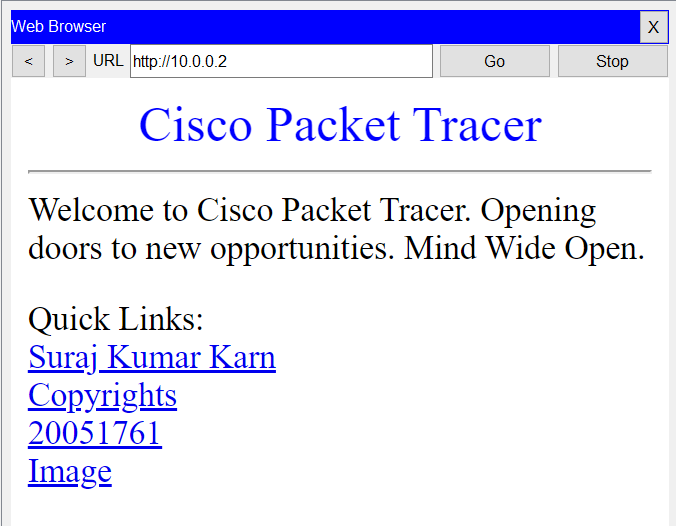 Web Browser X
< > URL http://10.0.0.2 Go Stop
Cisco Packet Tracer
Welcome to Cisco Packet Tracer. Opening
doors to new opportunities. Mind Wide Open.
Quick Links:
Suraj Kumar Karn
Copyrights
20051761
Image